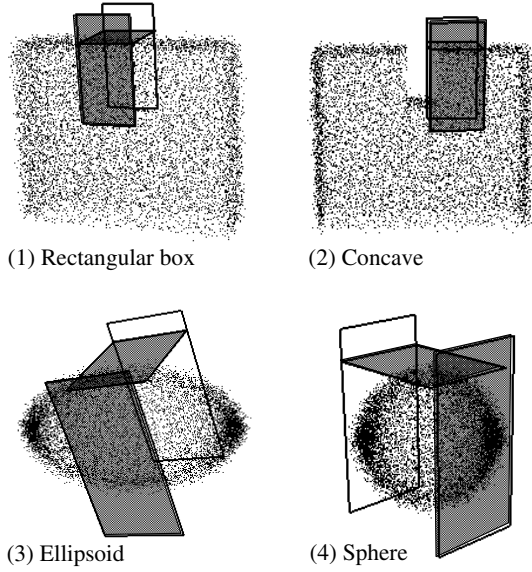 (1) Rectangular box
(2) Concave
(3) Ellipsoid
(4) Sphere